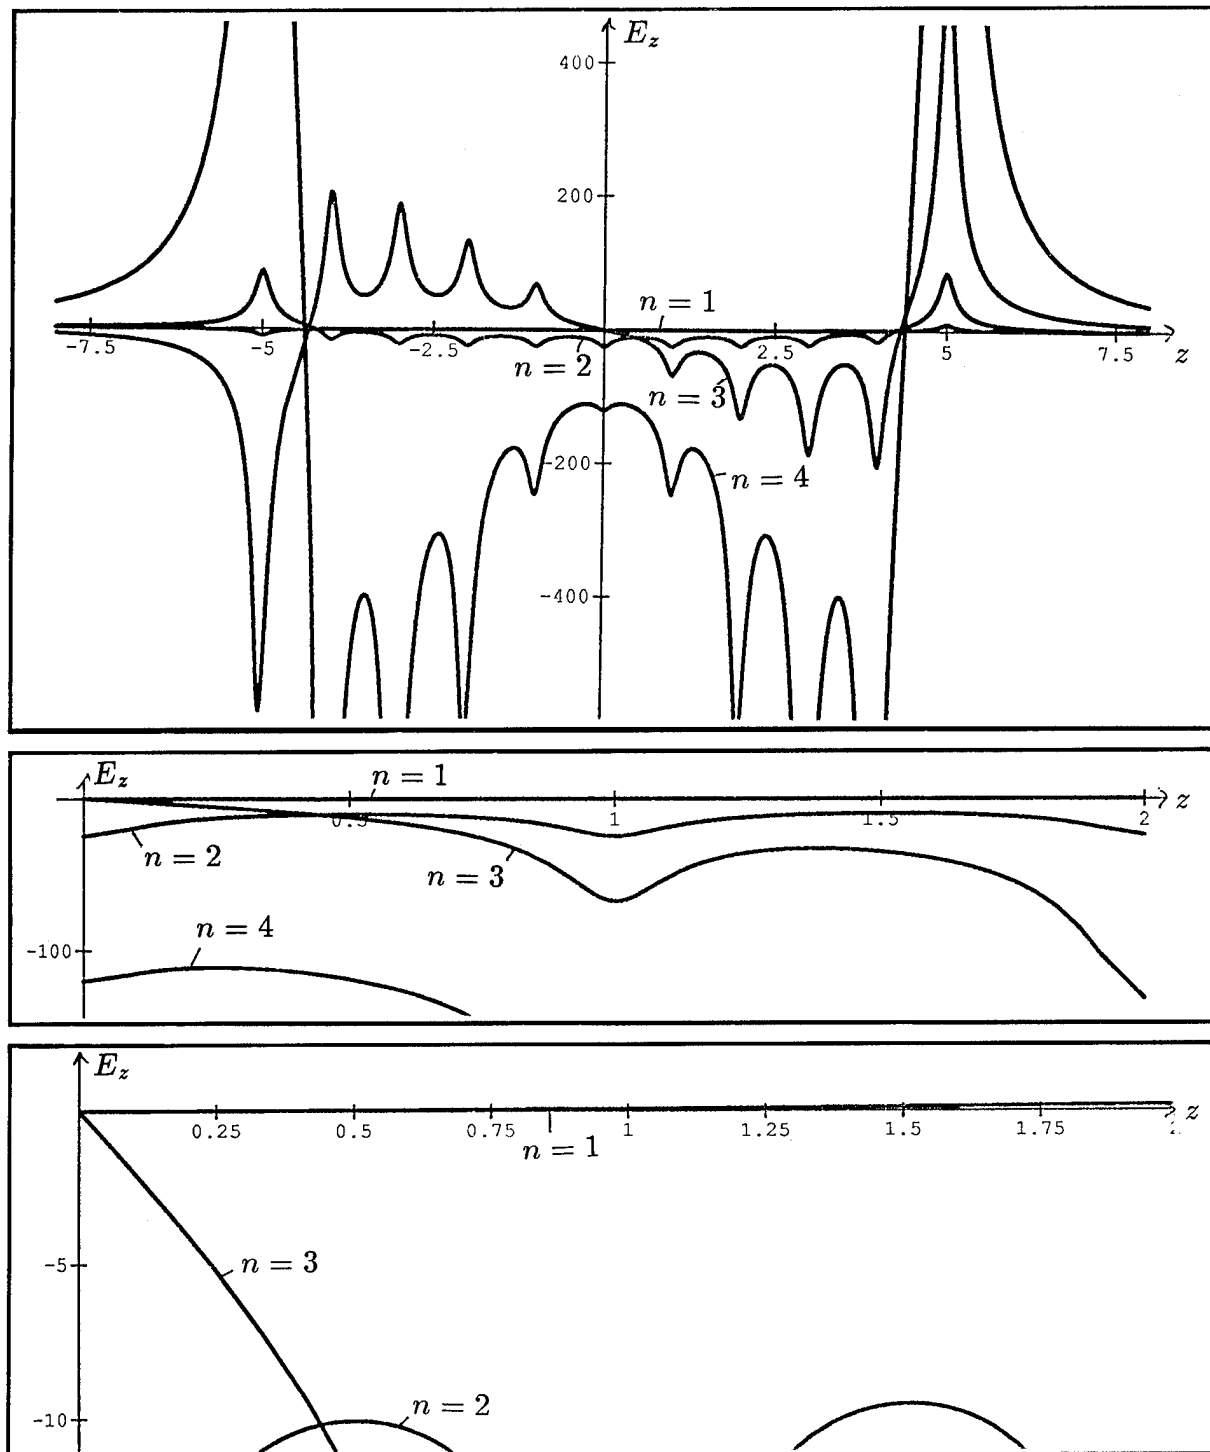 E_z
400
200
n = 1
-7.5 -5 -2.5 2.5 5 7.5 z
n = 2
n = 3
-200
n = 4
-400
E_z
n = 1
z
0.5 1 1.5 2
n = 2
n = 3
n = 4
-100
E_z
z
0.25 0.5 0.75 1 1.25 1.5 1.75
n = 1
n = 3
-5
n = 2
-10